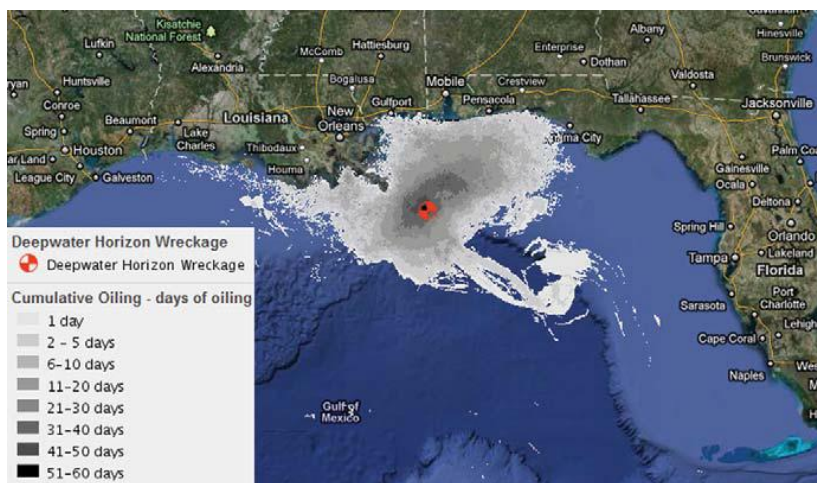 Kisatchie
National Forest
Lufkin
Alexandria
McComb
Hattiesburg
Bogalusa
Enterprise
Dothan
Albany
Savannah
Hinesville
Brunswick
Valdosta
Huntsville
Conroe
Spring
Beaumont
Houston
League City
Galveston
Lake
Charles
Louisiana
New
Orleans
Thibodaux
Houma
Gulfport
Mobile
Pensacola
Crestview
Tallahassee
Jacksonville
Palm Co
Gainesville
Ocala
Deltona
Spring Hill
Orlando
Lakeland
Tampa
Florida
Sarasota
Port
Charlotte
Lehigh
Cape Coral
Naples
Gulf of
Mexico
Deepwater Horizon Wreckage
Deepwater Horizon Wreckage
Cumulative Oiling - days of oiling
1 day
2 - 5 days
6-10 days
11-20 days
21-30 days
31-40 days
41-50 days
51-60 days